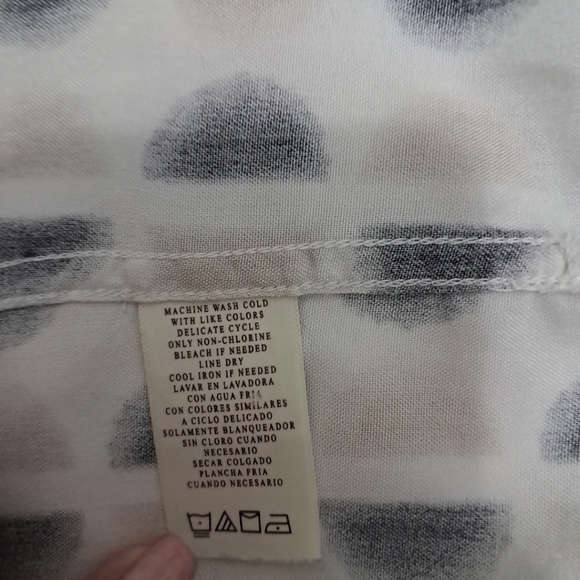 MACHINE WASH COLD
WITH LIKE COLORS
DELICATE CYCLE
ONLY NON-CHLORINE
BLEACH IF NEEDED
LINE DRY
COOL IRON IF NEEDED
LAVAR EN LAVADORA
CON AGUA FRIA
CON COLORES SIMILARES
A CICLO DELICADO
SOLAMENTE BLANQUEADOR
SIN CLORO CUANDO
NECESARIO
SECAR COLGADO
PLANCHA FRIA
CUANDO NECESARIO